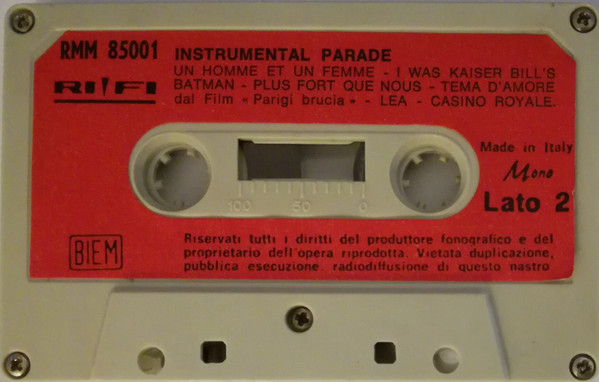 RMM 85001
INSTRUMENTAL PARADE
RI-FI
UN HOMME ET UN FEMME - I WAS KAISER BILL'S
BATMAN - PLUS FORT QUE NOUS - TEMA D'AMORE
dal Film « Parigi brucia » - LEA - CASINO ROYALE.
Made in Italy
Mono
Lato 2
100 50 0
BIEM
Riservati tutti i diritti del produttore fonografico e del
proprietario dell'opera riprodotta. Vietata duplicazione,
pubblica esecuzione. radiodiffusione di questo nastro